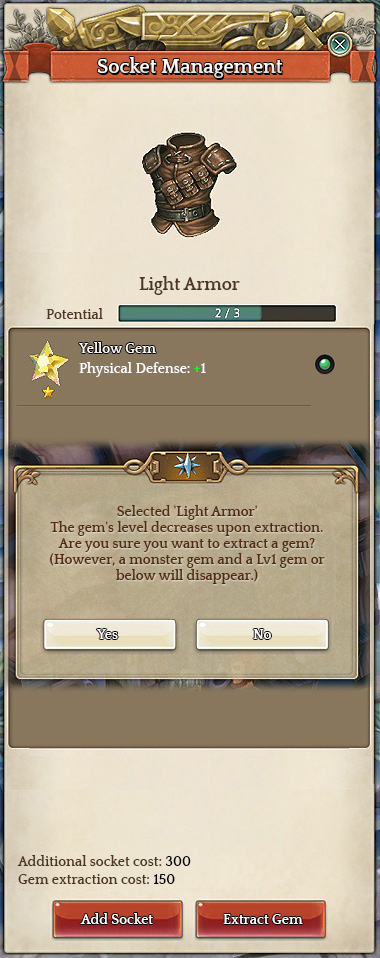 Socket Management
Light Armor
Potential 2 / 3
Yellow Gem
Physical Defense: +1
Selected 'Light Armor'
The gem's level decreases upon extraction.
Are you sure you want to extract a gem?
(However, a monster gem and a Lv1 gem or
below will disappear.)
Yes No
Additional socket cost: 300
Gem extraction cost: 150
Add Socket Extract Gem